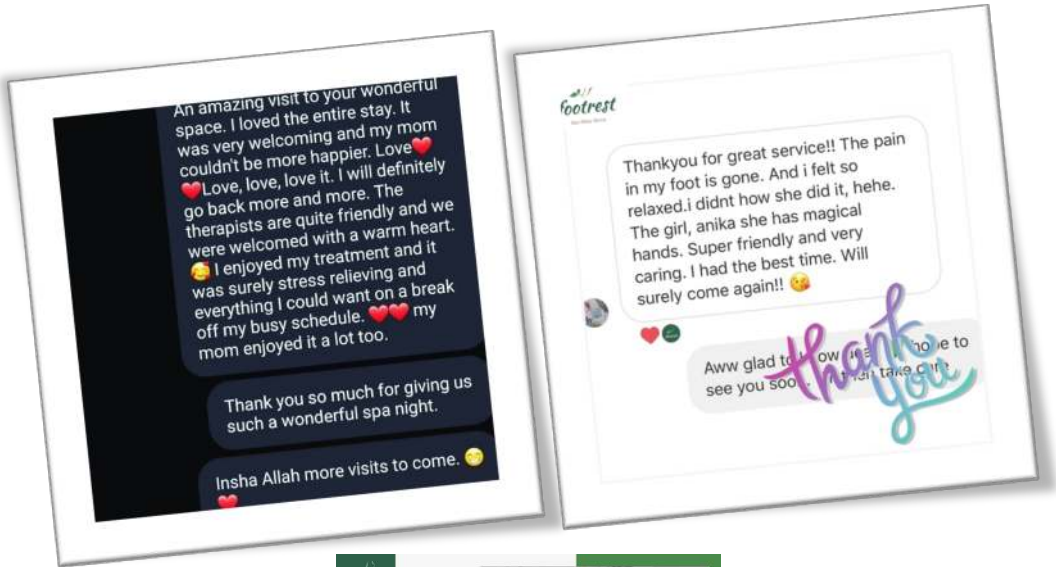 An amazing visit to your wonderful
space. I loved the entire stay. It
was very welcoming and my mom
couldn't be more happier. Love❤️
❤️Love, love, love it. I will definitely
go back more and more. The
therapists are quite friendly and we
were welcomed with a warm heart.
🥰 I enjoyed my treatment and it
was surely stress relieving and
everything I could want on a break
off my busy schedule. ❤️❤️ my
mom enjoyed it a lot too.
Thank you so much for giving us
such a wonderful spa night.
Insha Allah more visits to come. 😁
❤️
footrest
Thankyou for great service!! The pain
in my foot is gone. And i felt so
relaxed.i didnt how she did it, hehe.
The girl, anika she has magical
hands. Super friendly and very
caring. I had the best time. Will
surely come again!! 😘
Aww glad to hope to
see you take care
thank
you